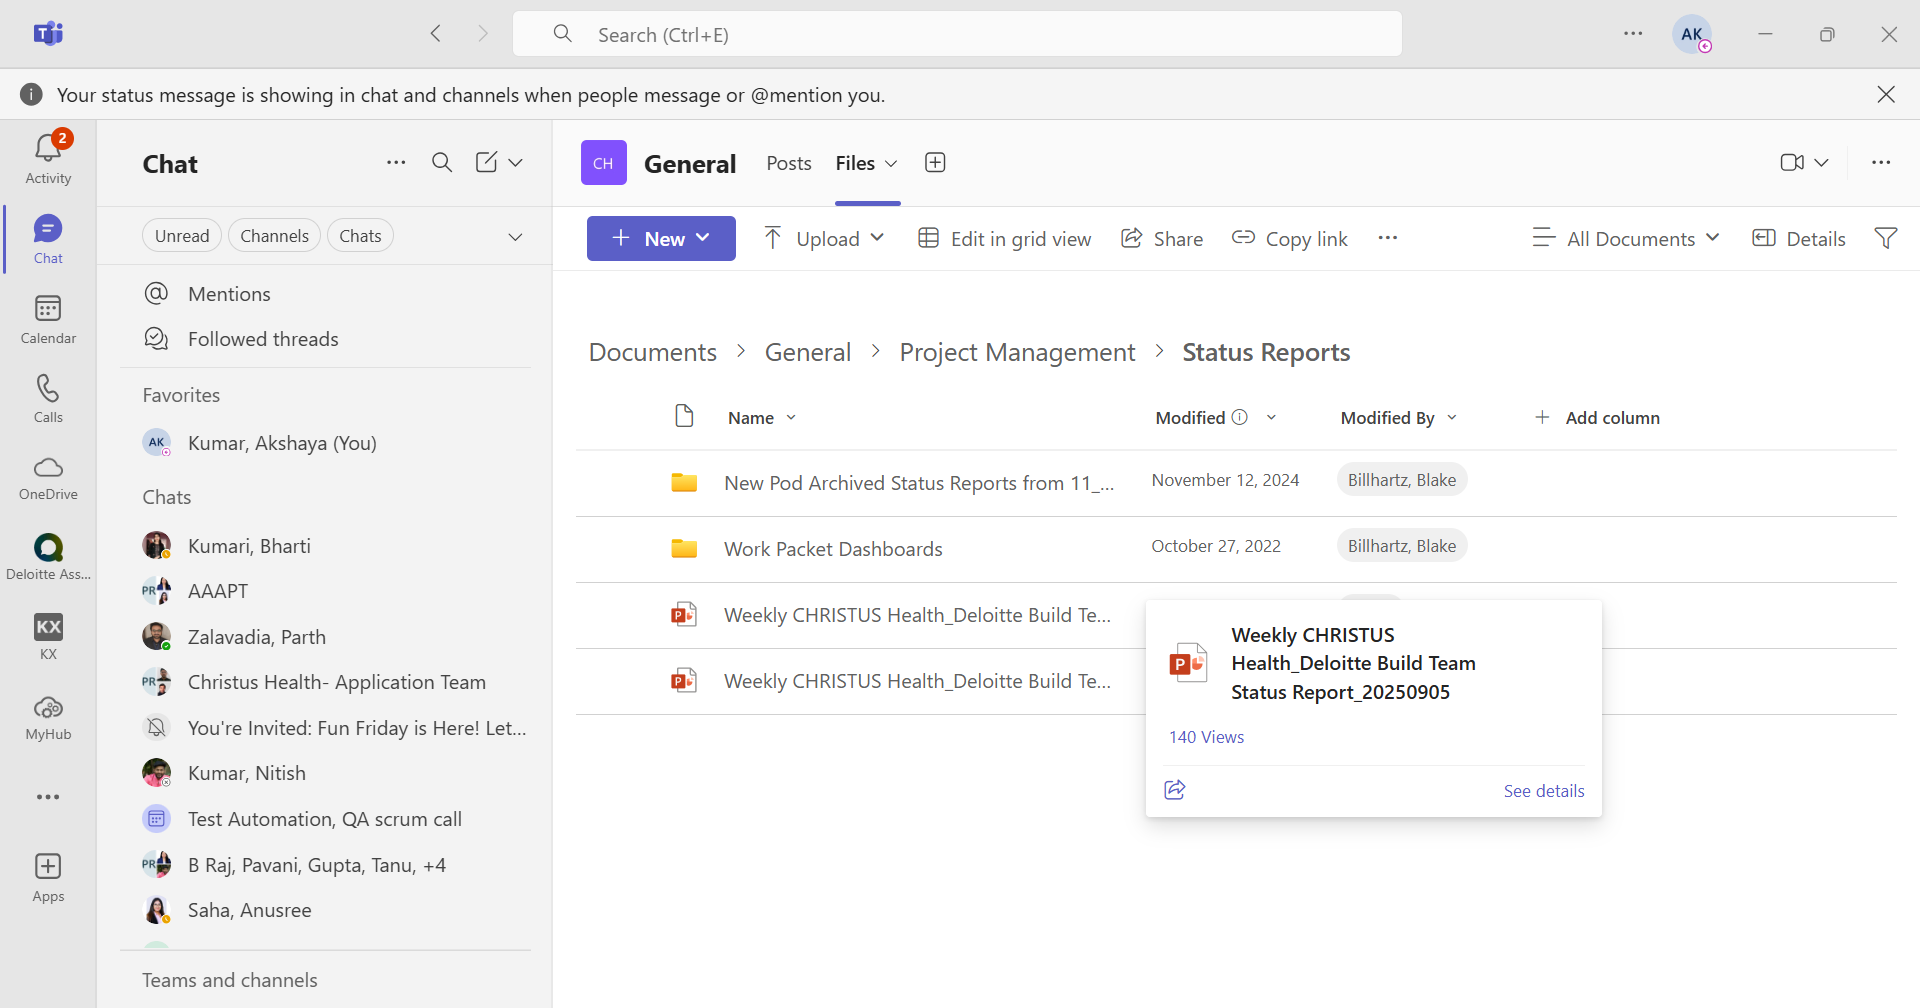 Search (Ctrl+E)
AK
Your status message is showing in chat and channels when people message or @mention you.
2
Activity
Chat
Calendar
Calls
OneDrive
Deloitte Ass...
KX
KX
MyHub
Apps
Chat
Unread
Channels
Chats
Mentions
Followed threads
Favorites
AK
Kumar, Akshaya (You)
Chats
Kumari, Bharti
PR
AAAPT
Zalavadia, Parth
PR
Christus Health- Application Team
You're Invited: Fun Friday is Here! Let...
Kumar, Nitish
Test Automation, QA scrum call
PR
B Raj, Pavani, Gupta, Tanu, +4
Saha, Anusree
Teams and channels
CH
General
Posts
Files
New
Upload
Edit in grid view
Share
Copy link
All Documents
Details
Documents > General > Project Management > Status Reports
Name
Modified
Modified By
Add column
New Pod Archived Status Reports from 11_...
November 12, 2024
Billhartz, Blake
Work Packet Dashboards
October 27, 2022
Billhartz, Blake
P
Weekly CHRISTUS Health_Deloitte Build Te...
P
Weekly CHRISTUS Health_Deloitte Build Te...
P
Weekly CHRISTUS
Health_Deloitte Build Team
Status Report_20250905
140 Views
See details